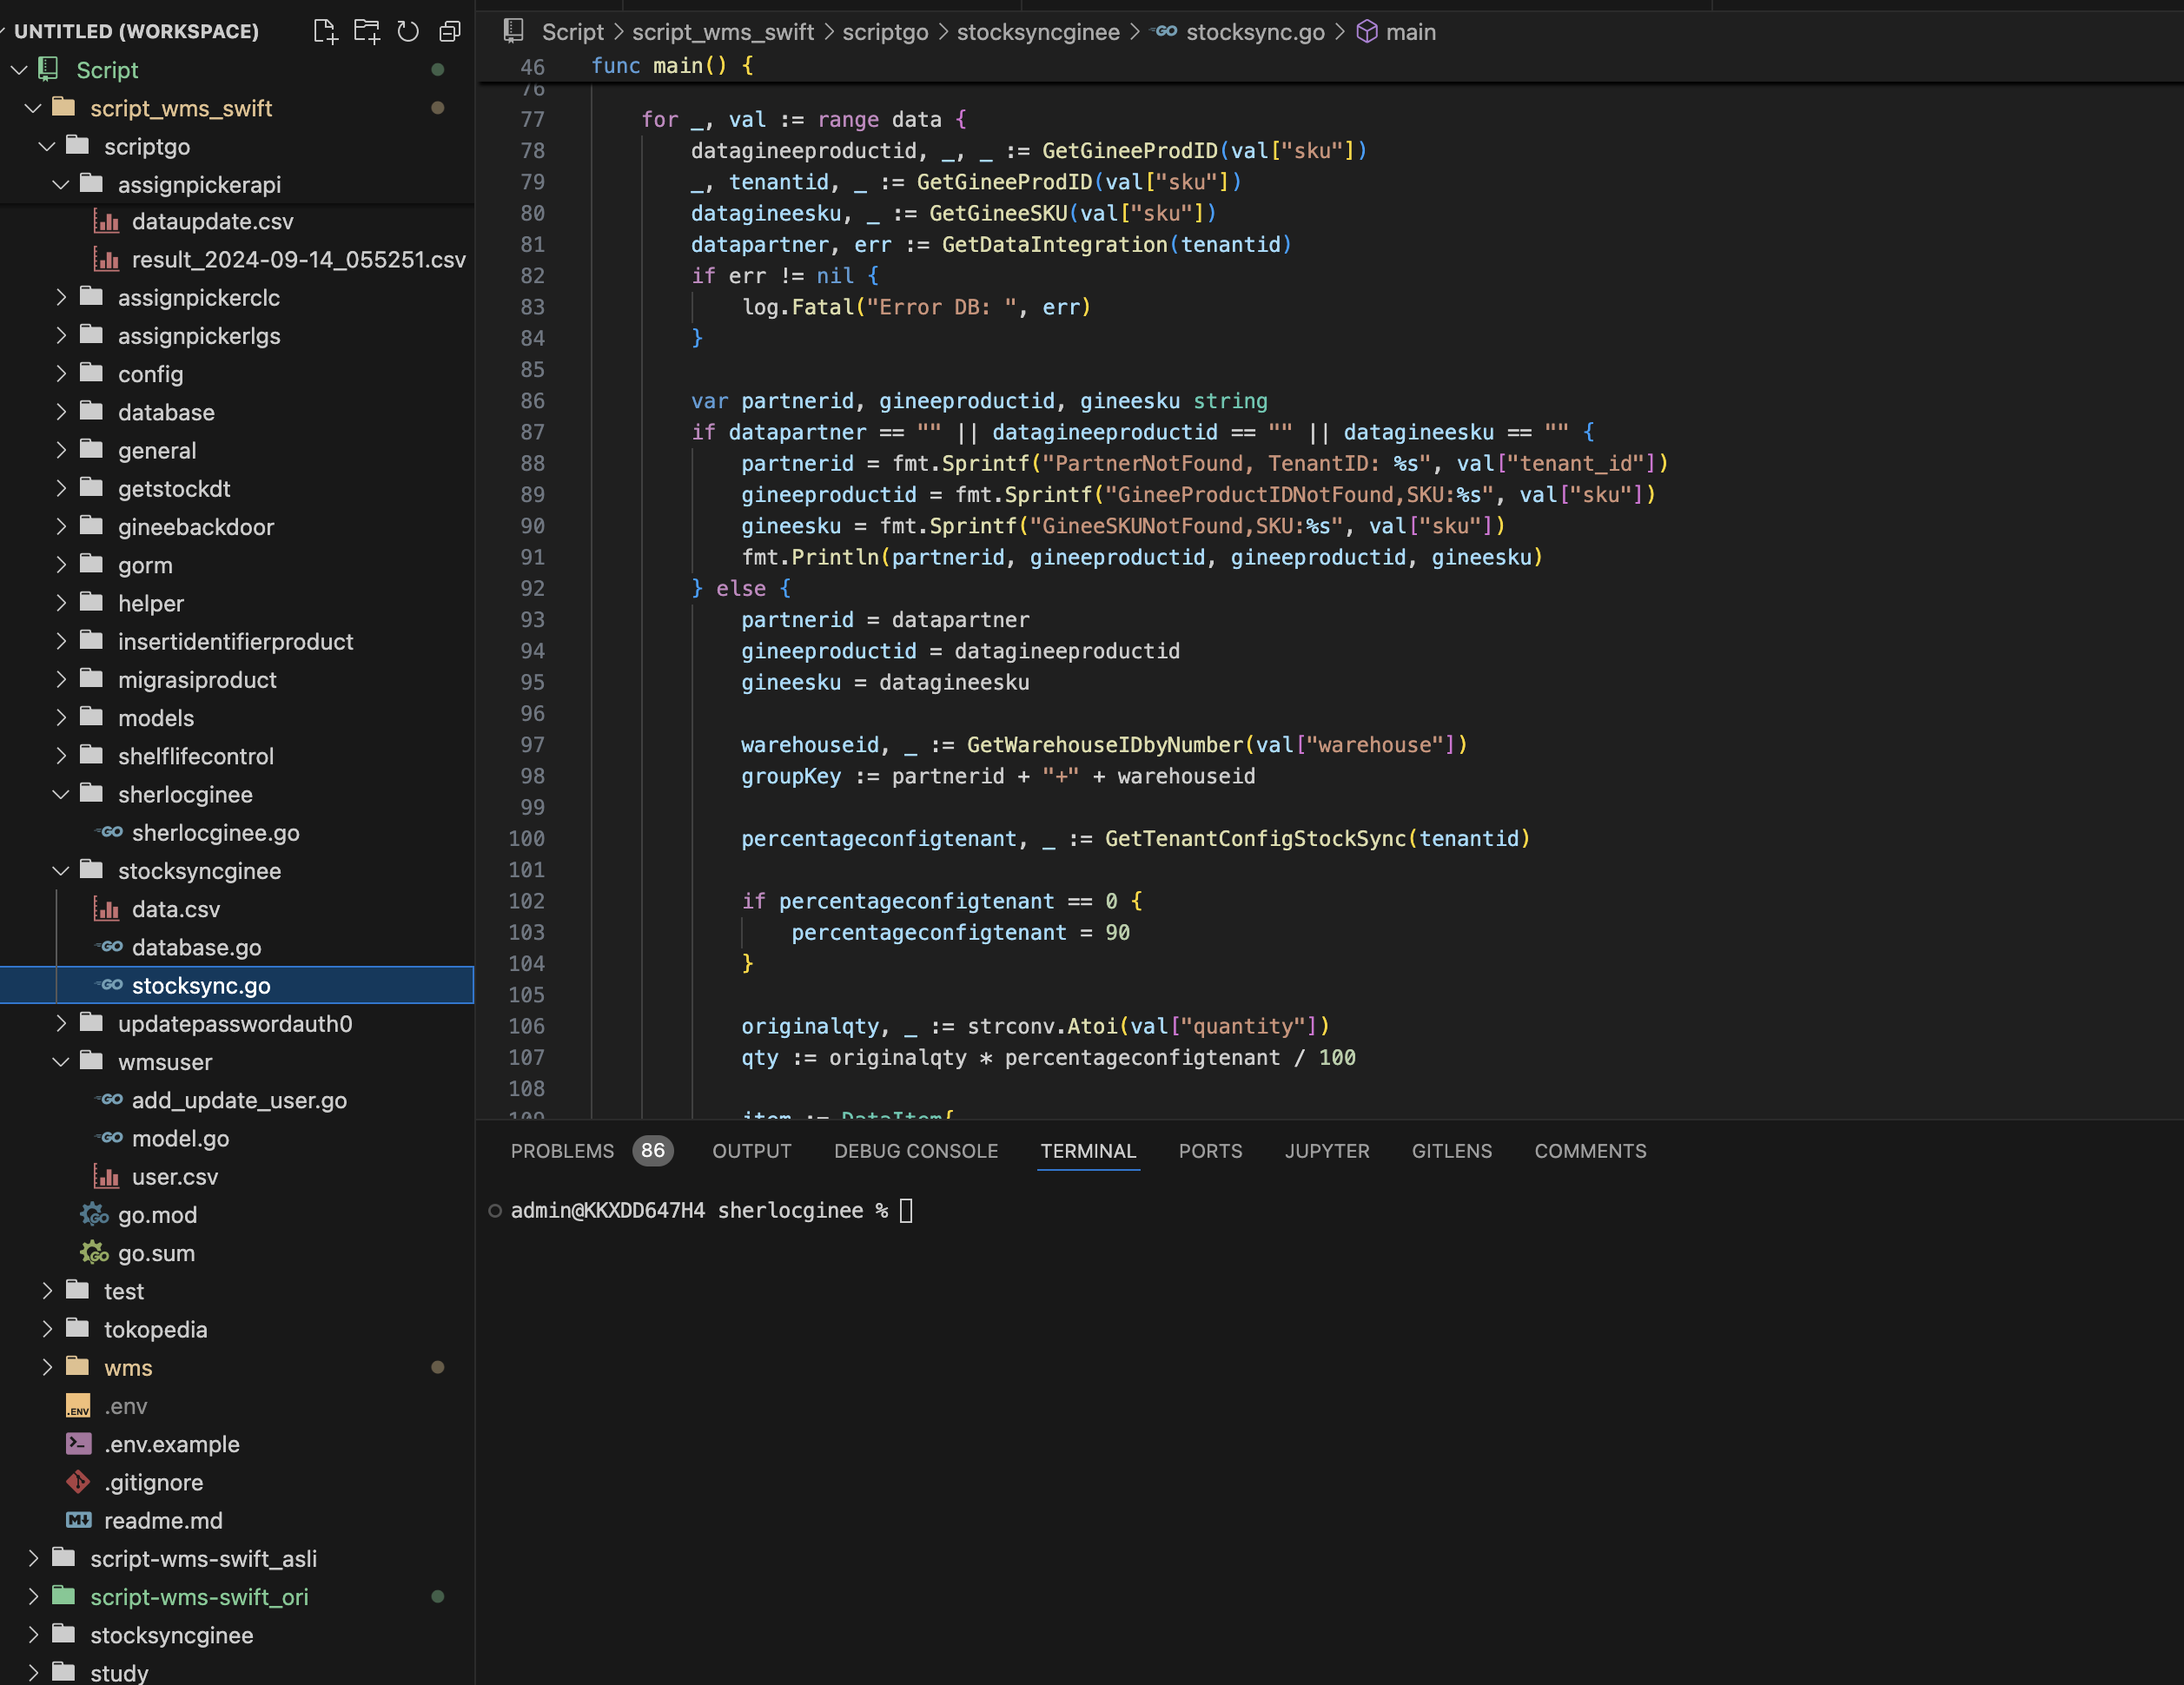 UNTITLED (WORKSPACE)
Script
script_wms_swift
scriptgo
assignpickerapi
dataupdate.csv
result_2024-09-14_055251.csv
assignpickerclc
assignpickerlgs
config
database
general
getstockdt
gineebackdoor
gorm
helper
insertidentifierproduct
migrasiproduct
models
shelflifecontrol
sherlocginee
GO sherlocginee.go
stocksyncginee
data.csv
GO database.go
GO stocksync.go
updatepasswordauth0
wmsuser
GO add_update_user.go
GO model.go
user.csv
GO go.mod
GO go.sum
test
tokopedia
wms
.ENV .env
.env.example
.gitignore
M↓ readme.md
script-wms-swift_asli
script-wms-swift_ori
stocksyncginee
study
Script > script_wms_swift > scriptgo > stocksyncginee > GO stocksync.go > main
46 func main() {
76
77 for _, val := range data {
78 datagineeproductid, _, _ := GetGineeProdID(val["sku"])
79 _, tenantid, _ := GetGineeProdID(val["sku"])
80 datagineesku, _ := GetGineeSKU(val["sku"])
81 datapartner, err := GetDataIntegration(tenantid)
82 if err != nil {
83 log.Fatal("Error DB: ", err)
84 }
85
86 var partnerid, gineeproductid, gineesku string
87 if datapartner == "" || datagineeproductid == "" || datagineesku == "" {
88 partnerid = fmt.Sprintf("PartnerNotFound, TenantID: %s", val["tenant_id"])
89 gineeproductid = fmt.Sprintf("GineeProductIDNotFound,SKU:%s", val["sku"])
90 gineesku = fmt.Sprintf("GineeSKUNotFound,SKU:%s", val["sku"])
91 fmt.Println(partnerid, gineeproductid, gineeproductid, gineesku)
92 } else {
93 partnerid = datapartner
94 gineeproductid = datagineeproductid
95 gineesku = datagineesku
96
97 warehouseid, _ := GetWarehouseIDbyNumber(val["warehouse"])
98 groupKey := partnerid + "+" + warehouseid
99
100 percentageconfigtenant, _ := GetTenantConfigStockSync(tenantid)
101
102 if percentageconfigtenant == 0 {
103 percentageconfigtenant = 90
104 }
105
106 originalqty, _ := strconv.Atoi(val["quantity"])
107 qty := originalqty * percentageconfigtenant / 100
108
109 item := DataItem{
PROBLEMS 86 OUTPUT DEBUG CONSOLE TERMINAL PORTS JUPYTER GITLENS COMMENTS
admin@KKXDD647H4 sherlocginee %